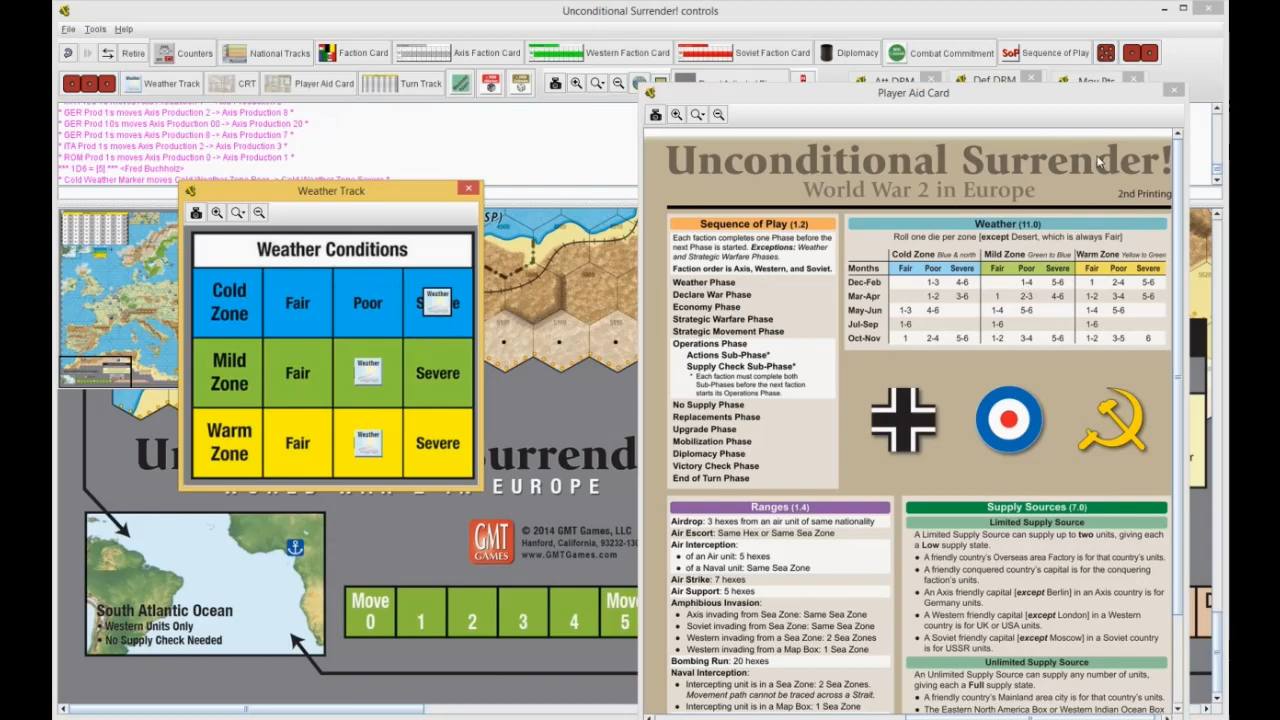 Unconditional Surrender! controls
File Tools Help
Retire Counters National Tracks Faction Card Axis Faction Card Western Faction Card Soviet Faction Card Diplomacy Combat Commitment SoP Sequence of Play
Weather Track CRT Player Aid Card Turn Track
* GER Prod 1s moves Axis Production 2 -> Axis Production 8 *
* GER Prod 10s moves Axis Production 00 -> Axis Production 20 *
* GER Prod 1s moves Axis Production 8 -> Axis Production 7 *
* ITA Prod 1s moves Axis Production 2 -> Axis Production 3 *
* ROM Prod 1s moves Axis Production 0 -> Axis Production 1 *
*** 1D6 = [5] *** <Fred Buchholz>
Weather Track
Weather Conditions
Cold Zone Fair Poor Weather
Mild Zone Fair Weather Severe
Warm Zone Fair Weather Severe
WORLD WAR 2 IN EUROPE
GMT GAMES
© 2014 GMT Games, LLC
www.GMTGames.com
South Atlantic Ocean
• Western Units Only
• No Supply Check Needed
Move 0 1 2 3 4 5
Player Aid Card
Unconditional Surrender!
World War 2 in Europe
2nd Printing
Sequence of Play (1.2)
Each faction completes one Phase before the
next Phase is started. Exceptions: Weather
and Strategic Warfare Phases.
Faction order is Axis, Western, and Soviet.
Weather Phase
Declare War Phase
Economy Phase
Strategic Warfare Phase
Strategic Movement Phase
Operations Phase
Actions Sub-Phase*
Supply Check Sub-Phase*
* Each faction must complete both
Sub-Phases before the next faction
starts its Operations Phase.
No Supply Phase
Replacements Phase
Upgrade Phase
Mobilization Phase
Diplomacy Phase
Victory Check Phase
End of Turn Phase
Weather (11.0)
Roll one die per zone [except Desert, which is always Fair]
Cold Zone Blue & north Mild Zone Green to Blue Warm Zone Yellow to Green
Months Fair Poor Severe Fair Poor Severe Fair Poor Severe
Dec-Feb 1-3 4-6 1-4 5-6 1 2-4 5-6
Mar-Apr 1-2 3-6 1 2-3 4-6 1-2 3-4 5-6
May-Jun 1-3 4-6 1-4 5-6 1-4 5-6
Jul-Sep 1-6 1-6 1-6
Oct-Nov 1 2-4 5-6 1-2 3-4 5-6 1-2 3-5 6
Ranges (1.4)
Airdrop: 3 hexes from an air unit of same nationality
Air Escort: Same Hex or Same Sea Zone
Air Interception:
• of an Air unit: 5 hexes
• of a Naval unit: Same Sea Zone
Air Strike: 7 hexes
Air Support: 5 hexes
Amphibious Invasion:
• Axis invading from Sea Zone: Same Sea Zone
• Soviet invading from Sea Zone: Same Sea Zone
• Western invading from a Sea Zone: 2 Sea Zones
• Western invading from a Map Box: 1 Sea Zone
Bombing Run: 20 hexes
Naval Interception:
• Intercepting unit is in a Sea Zone: 2 Sea Zones.
Movement path cannot be traced across a Strait.
• Intercepting unit is in a Map Box: 1 Sea Zone
Supply Sources (7.0)
Limited Supply Source
A Limited Supply Source can supply up to two units, giving each
a Low supply state.
• A friendly country's Overseas area Factory is for that country's units.
• A friendly conquered country's capital is for the conquering
faction's units.
• An Axis friendly capital [except Berlin] in an Axis country is for
Germany units.
• A Western friendly capital [except London] in a Western
country is for UK or USA units.
• A Soviet friendly capital [except Moscow] in a Soviet country
is for USSR units.
Unlimited Supply Source
An Unlimited Supply Source can supply any number of units,
giving each a Full supply state.
• A friendly country's Mainland area city is for that country's units.
• The Eastern North America Box or Western Indian Ocean Box